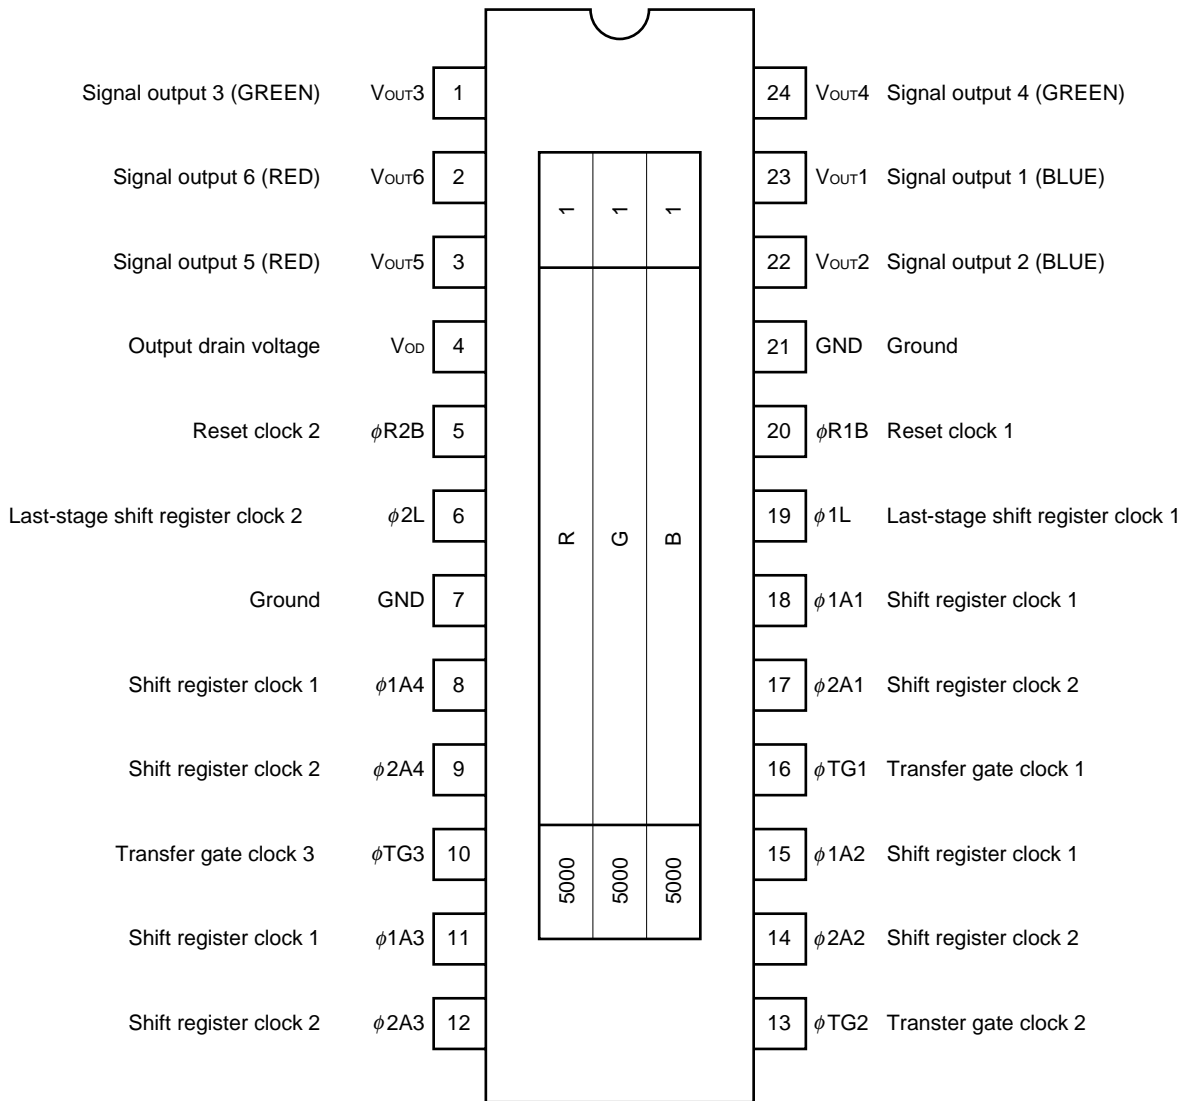 Signal output 3 (GREEN) VOUT3 1 24 VOUT4 Signal output 4 (GREEN)
Signal output 6 (RED) VOUT6 2 23 VOUT1 Signal output 1 (BLUE)
1 1 1
Signal output 5 (RED) VOUT5 3 22 VOUT2 Signal output 2 (BLUE)
Output drain voltage VOD 4 21 GND Ground
Reset clock 2 ϕR2B 5 20 ϕR1B Reset clock 1
Last-stage shift register clock 2 ϕ2L 6 19 ϕ1L Last-stage shift register clock 1
R G B
Ground GND 7 18 ϕ1A1 Shift register clock 1
Shift register clock 1 ϕ1A4 8 17 ϕ2A1 Shift register clock 2
Shift register clock 2 ϕ2A4 9 16 ϕTG1 Transfer gate clock 1
Transfer gate clock 3 ϕTG3 10 15 ϕ1A2 Shift register clock 1
5000 5000 5000
Shift register clock 1 ϕ1A3 11 14 ϕ2A2 Shift register clock 2
Shift register clock 2 ϕ2A3 12 13 ϕTG2 Transter gate clock 2